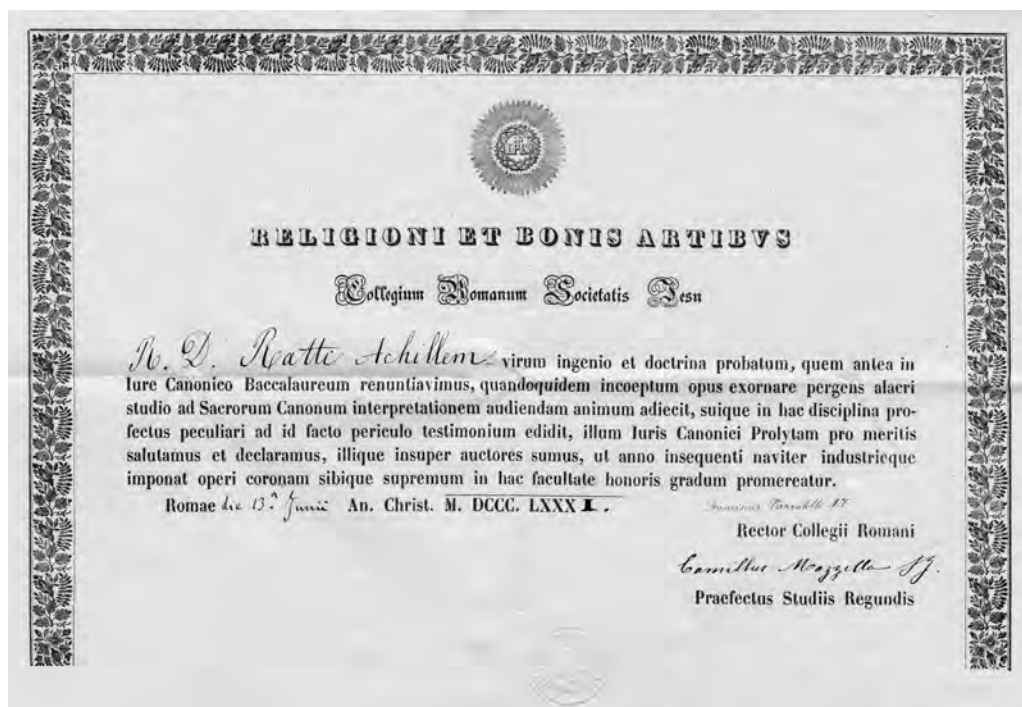 IHS
RELIGIONI ET BONIS ARTIBVS
Collegium Romanum Societatis Iesu
R. D. Ratti Achillem virum ingenio et doctrina probatum, quem antea in
Iure Canonico Baccalaureum renuntiavimus, quandoquidem incoeptum opus exornare pergens alacri
studio ad Sacrorum Canonum interpretationem audiendam animum adiecit, suique in hac disciplina pro-
fectus peculiari ad id facto periculo testimonium edidit, illum Iuris Canonici Prolytam pro meritis
salutamus et declaramus, illique insuper auctores sumus, ut anno insequenti naviter industrieque
imponat operi coronam sibique supremum in hac facultate honoris gradum promereatur.
Romae die 13ª Junii An. Christ. M. DCCC. LXXXI.
Rector Collegii Romani
Camillus Mazzella SJ.
Praefectus Studiis Regundis